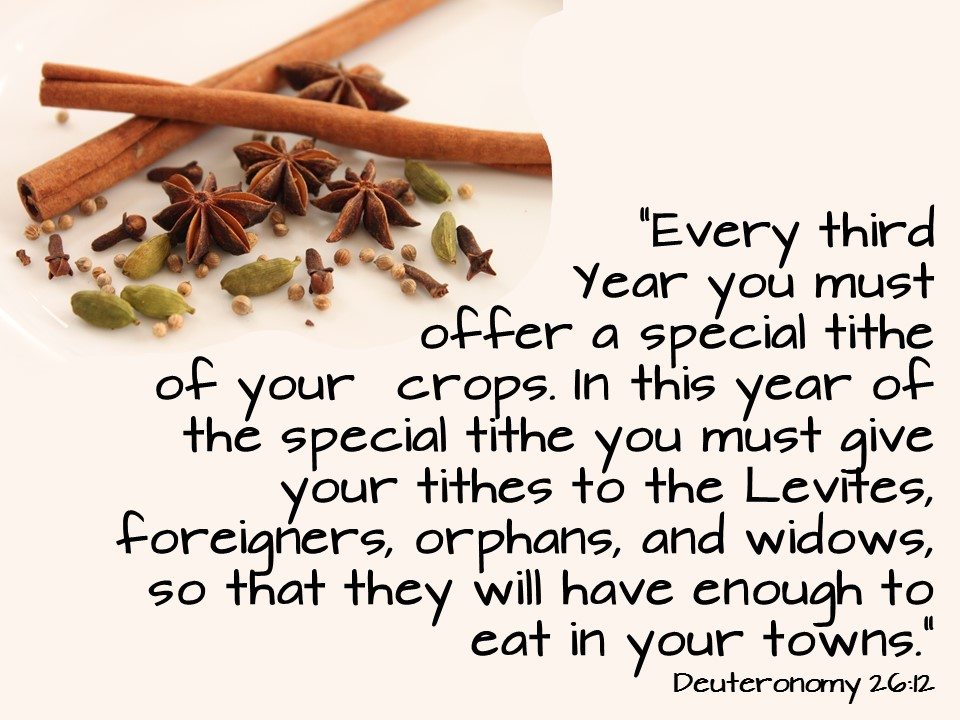 "Every third
Year you must
offer a special tithe
of your crops. In this year of
the special tithe you must give
your tithes to the Levites,
foreigners, orphans, and widows,
so that they will have enough to
eat in your towns."
Deuteronomy 26:12